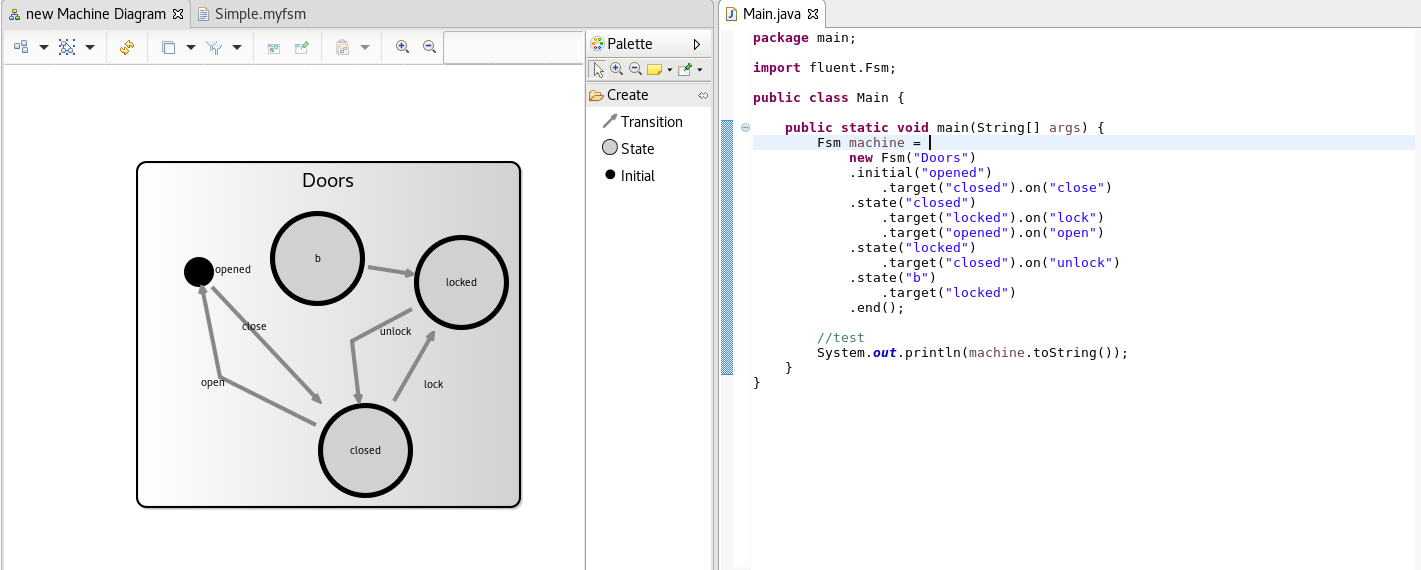 new Machine Diagram
Simple.myfsm
Palette
Create
Transition
State
Initial
Doors
b
opened
locked
close
unlock
open
lock
closed
Main.java
package main;
import fluent.Fsm;
public class Main {
public static void main(String[] args) {
Fsm machine =
new Fsm("Doors")
.initial("opened")
.target("closed").on("close")
.state("closed")
.target("locked").on("lock")
.target("opened").on("open")
.state("locked")
.target("closed").on("unlock")
.state("b")
.target("locked")
.end();
//test
System.out.println(machine.toString());
}
}